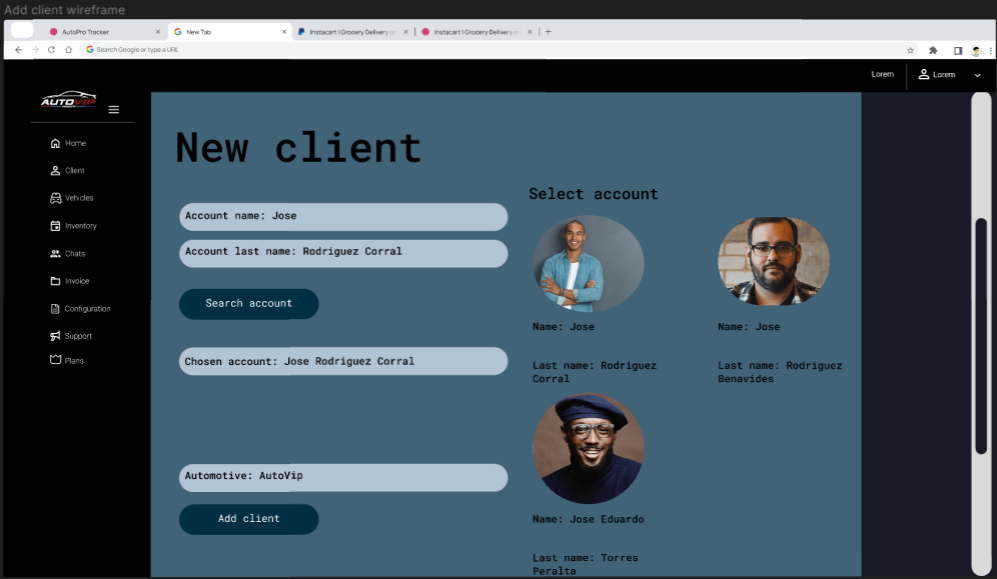 Add client wireframe
AutoPro Tracker
New Tab
Instacart | Grocery Delivery or
Instacart | Grocery Delivery or
Search Google or type a URL
Lorem
Lorem
AUTOVIP
Home
Client
Vehicles
Inventory
Chats
Invoice
Configuration
Support
Plans
New client
Account name: Jose
Account last name: Rodriguez Corral
Search account
Chosen account: Jose Rodriguez Corral
Automotive: AutoVip
Add client
Select account
Name: Jose
Last name: Rodriguez
Corral
Name: Jose
Last name: Rodriguez
Benavides
Name: Jose Eduardo
Last name: Torres
Peralta